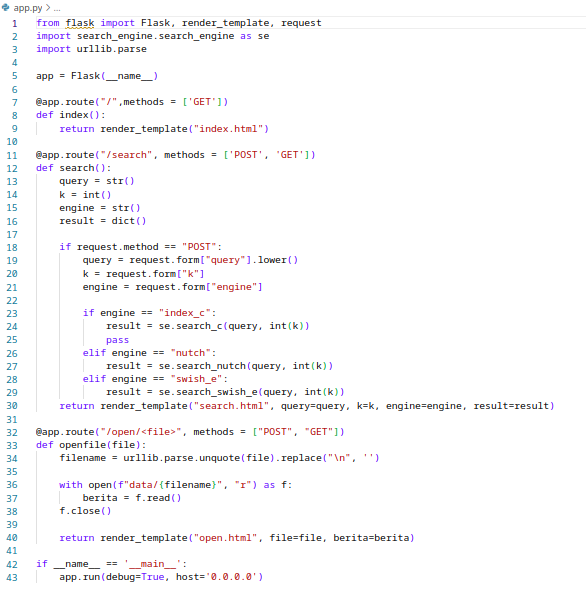 app.py > ...
1 from flask import Flask, render_template, request
2 import search_engine.search_engine as se
3 import urllib.parse
4
5 app = Flask(__name__)
6
7 @app.route("/",methods = ['GET'])
8 def index():
9     return render_template("index.html")
10
11 @app.route("/search", methods = ['POST', 'GET'])
12 def search():
13     query = str()
14     k = int()
15     engine = str()
16     result = dict()
17
18     if request.method == "POST":
19         query = request.form["query"].lower()
20         k = request.form["k"]
21         engine = request.form["engine"]
22
23         if engine == "index_c":
24             result = se.search_c(query, int(k))
25             pass
26         elif engine == "nutch":
27             result = se.search_nutch(query, int(k))
28         elif engine == "swish_e":
29             result = se.search_swish_e(query, int(k))
30     return render_template("search.html", query=query, k=k, engine=engine, result=result)
31
32 @app.route("/open/<file>", methods = ["POST", "GET"])
33 def openfile(file):
34     filename = urllib.parse.unquote(file).replace("\n", '')
35
36     with open(f"data/{filename}", "r") as f:
37         berita = f.read()
38     f.close()
39
40     return render_template("open.html", file=file, berita=berita)
41
42 if __name__ == '__main__':
43     app.run(debug=True, host='0.0.0.0')